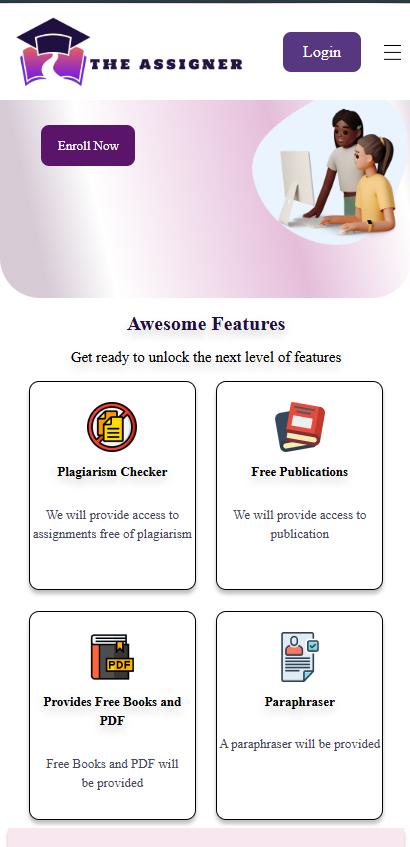 THE ASSIGNER
Login
Enroll Now
Awesome Features
Get ready to unlock the next level of features
Plagiarism Checker
We will provide access to
assignments free of plagiarism
Free Publications
We will provide access to
publication
PDF
Provides Free Books and
PDF
Free Books and PDF will
be provided
Paraphraser
A paraphraser will be provided